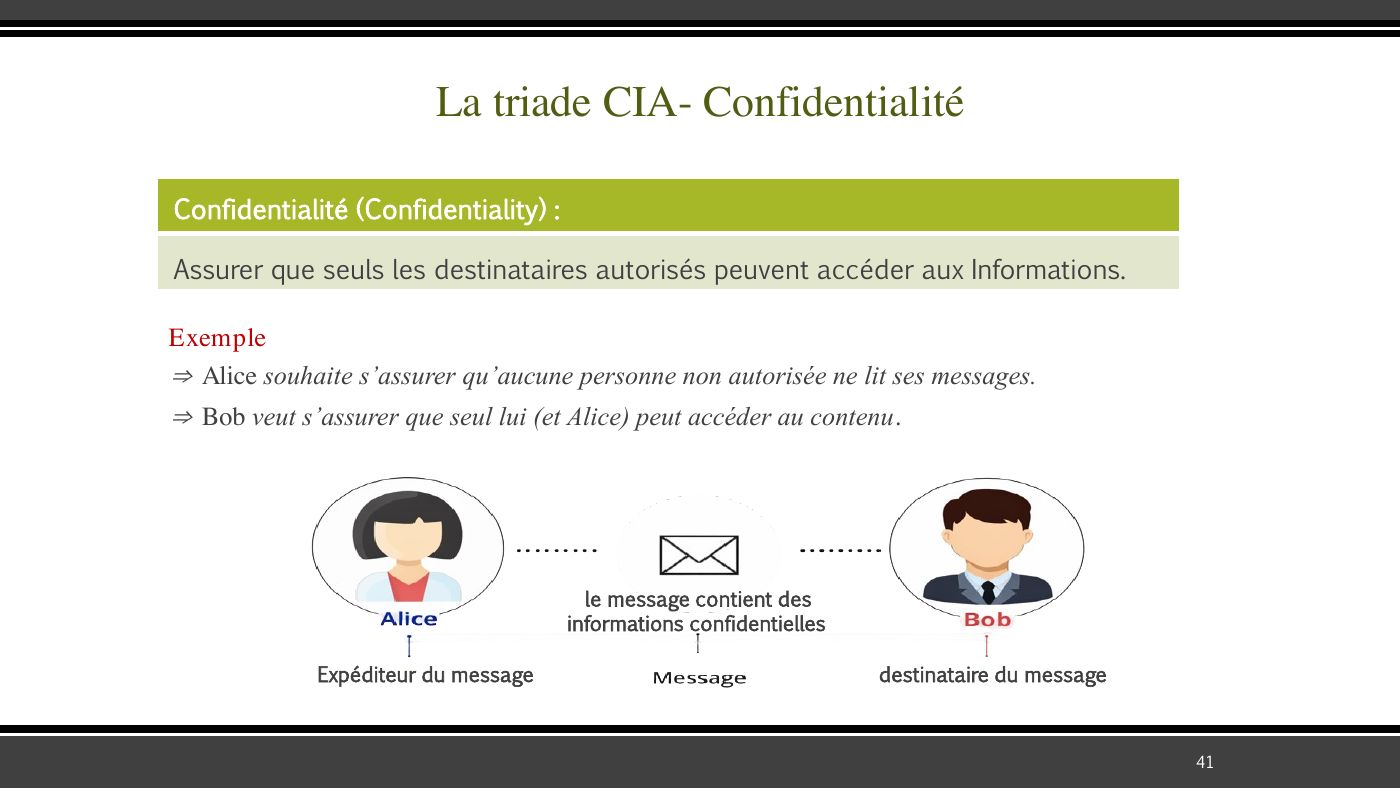 La triade CIA- Confidentialité
Confidentialité (Confidentiality) :
Assurer que seuls les destinataires autorisés peuvent accéder aux Informations.
Exemple
⇒ Alice souhaite s’assurer qu’aucune personne non autorisée ne lit ses messages.
⇒ Bob veut s’assurer que seul lui (et Alice) peut accéder au contenu.
le message contient des
informations confidentielles
Alice
Bob
Expéditeur du message
Message
destinataire du message
41